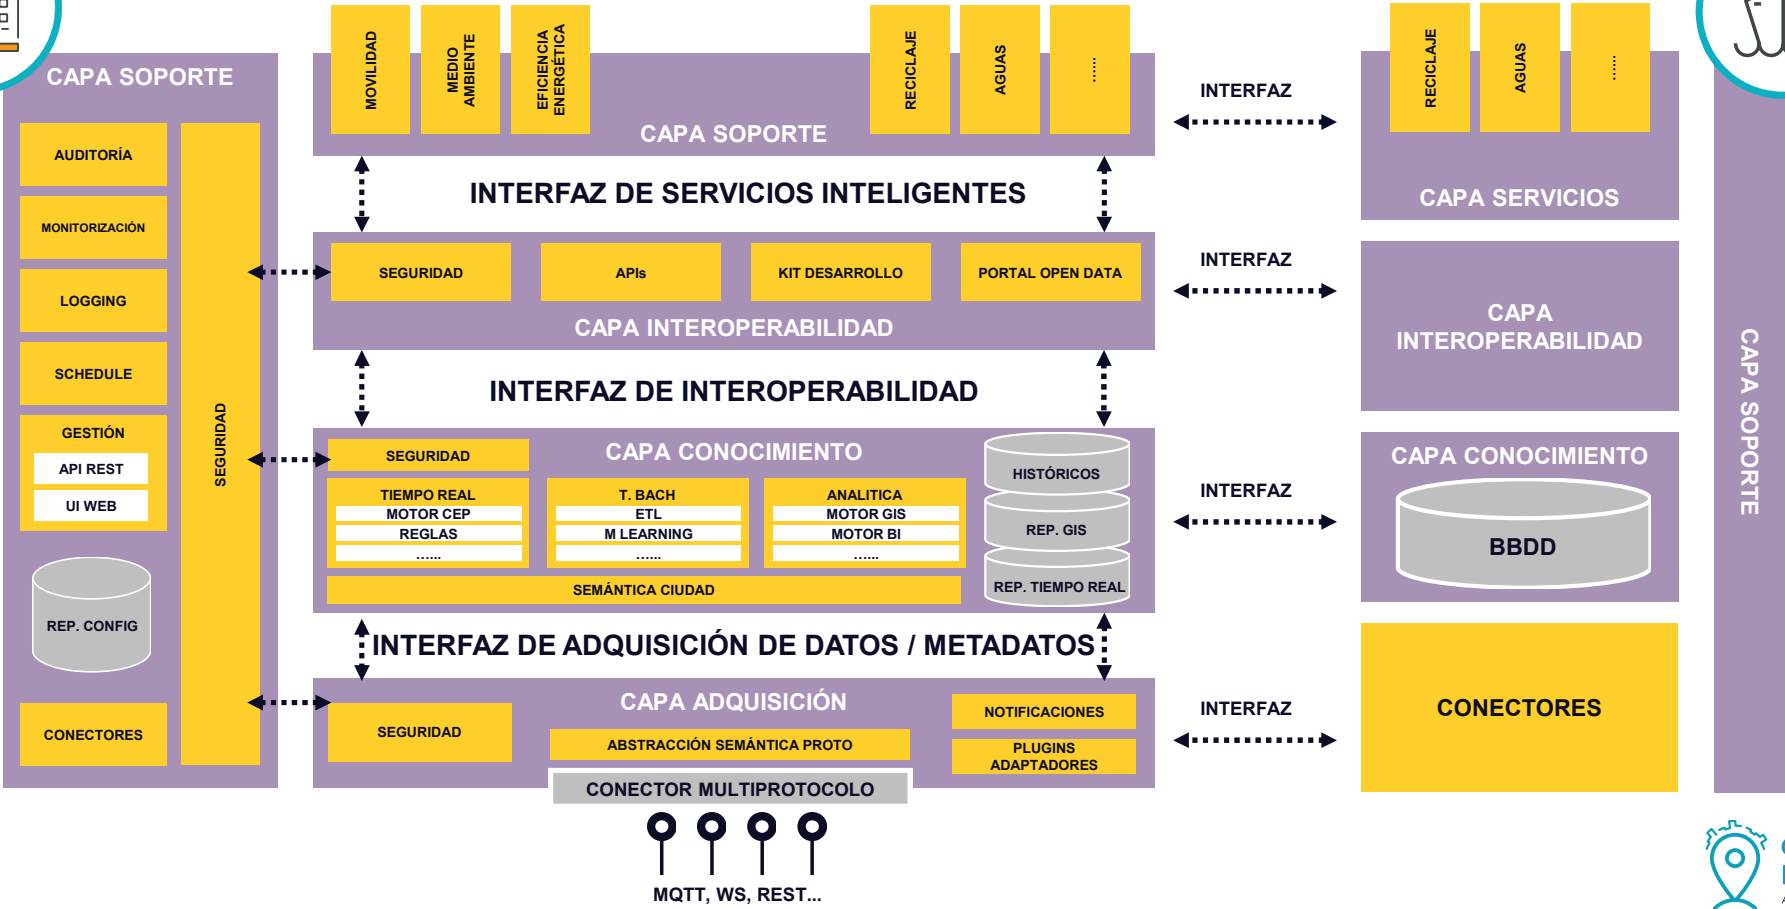 CAPA SOPORTE
AUDITORÍA
MONITORIZACIÓN
LOGGING
SCHEDULE
GESTIÓN
API REST
UI WEB
REP. CONFIG
CONECTORES
SEGURIDAD
MOVILIDAD
MEDIO
AMBIENTE
EFICIENCIA
ENERGÉTICA
RECICLAJE
AGUAS
......
CAPA SOPORTE
INTERFAZ DE SERVICIOS INTELIGENTES
SEGURIDAD
APIs
KIT DESARROLLO
PORTAL OPEN DATA
CAPA INTEROPERABILIDAD
INTERFAZ DE INTEROPERABILIDAD
SEGURIDAD
CAPA CONOCIMIENTO
TIEMPO REAL
MOTOR CEP
REGLAS
......
T. BACH
ETL
M LEARNING
......
ANALITICA
MOTOR GIS
MOTOR BI
......
SEMÁNTICA CIUDAD
HISTÓRICOS
REP. GIS
REP. TIEMPO REAL
INTERFAZ DE ADQUISICIÓN DE DATOS / METADATOS
CAPA ADQUISICIÓN
SEGURIDAD
ABSTRACCIÓN SEMÁNTICA PROTO
NOTIFICACIONES
PLUGINS
ADAPTADORES
CONECTOR MULTIPROTOCOLO
MQTT, WS, REST...
INTERFAZ
INTERFAZ
INTERFAZ
INTERFAZ
RECICLAJE
AGUAS
......
CAPA SERVICIOS
CAPA
INTEROPERABILIDAD
CAPA CONOCIMIENTO
BBDD
CONECTORES
CAPA SOPORTE